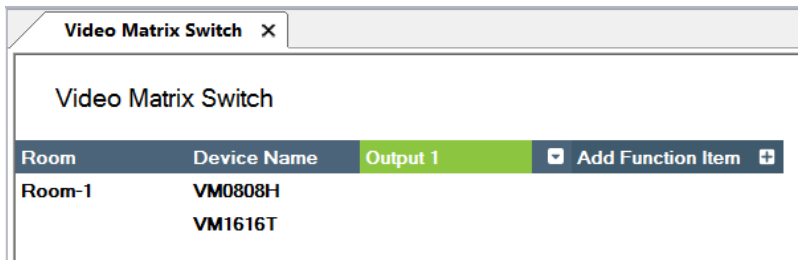 Video Matrix Switch
Video Matrix Switch
Room Device Name Output 1 Add Function Item
Room-1 VM0808H
VM1616T